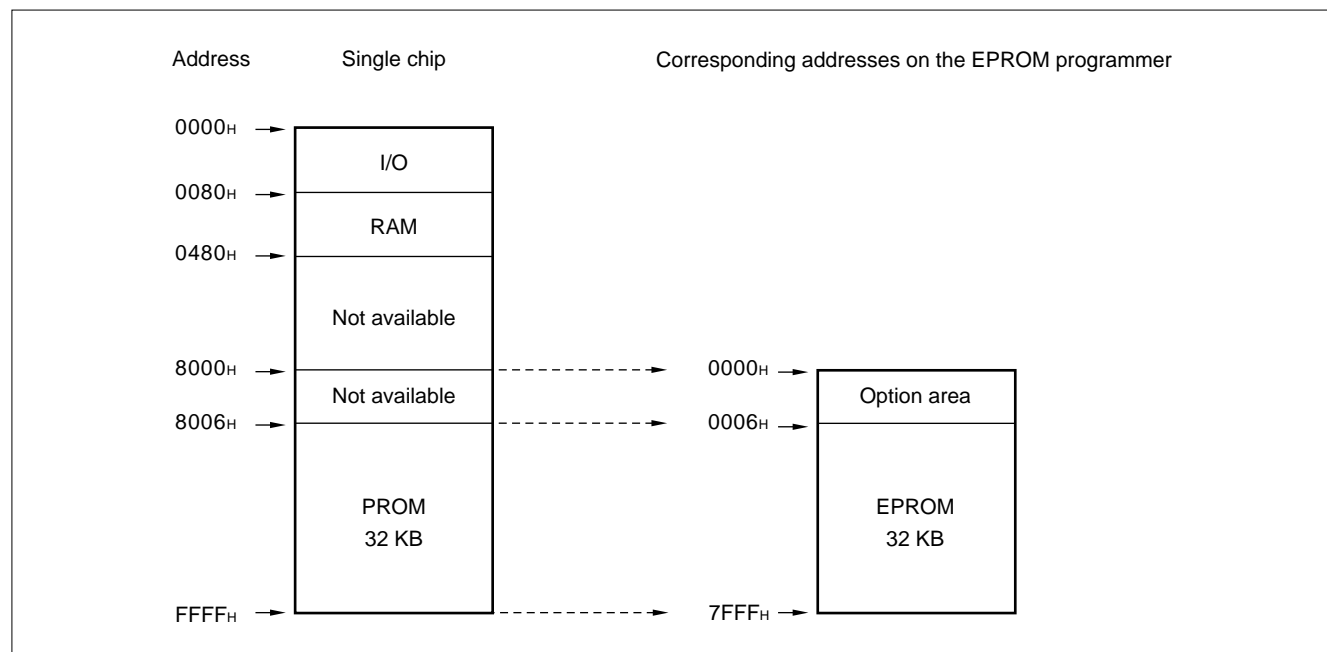 Address Single chip Corresponding addresses on the EPROM programmer
0000H
I/O
0080H
RAM
0480H
Not available
8000H 0000H
Not available Option area
8006H 0006H
PROM EPROM
32 KB 32 KB
FFFFH 7FFFH